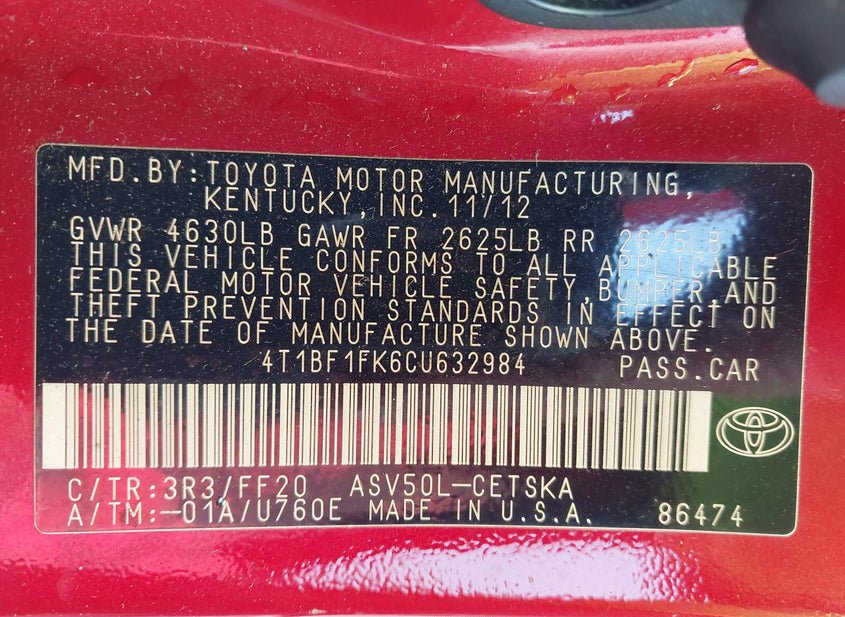 MFD.BY:TOYOTA MOTOR MANUFACTURING,
KENTUCKY,INC.11/12
GVWR 4630LB GAWR FR 2625LB RR 2625LB
THIS VEHICLE CONFORMS TO ALL APPLICABLE
FEDERAL MOTOR VEHICLE SAFETY,BUMPER,AND
THEFT PREVENTION STANDARDS IN EFFECT ON
THE DATE OF MANUFACTURE SHOWN ABOVE.
4T1BF1FK6CU632984 PASS.CAR
C/TR:3R3/FF20 ASV50L-CETSKA
A/TM:-01A/U760E MADE IN U.S.A. 86474